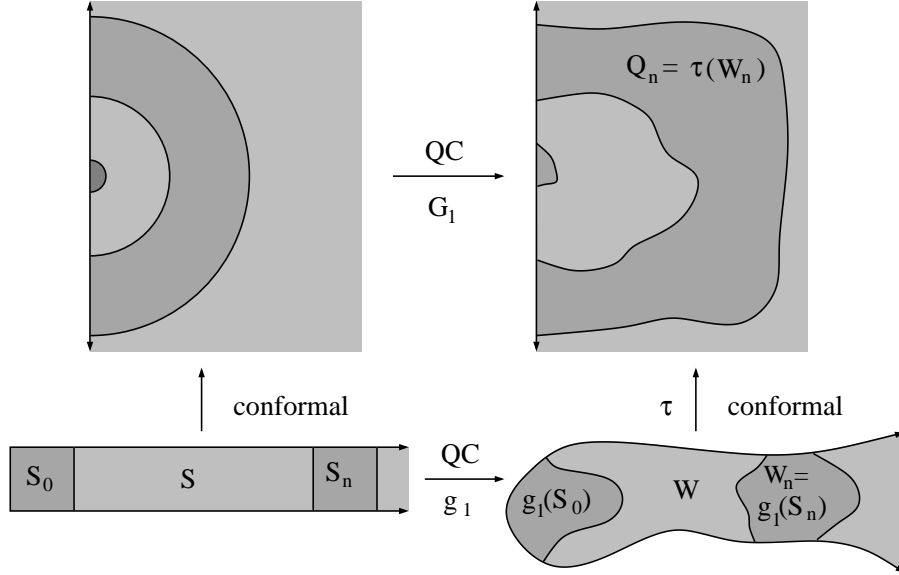 Q_n = τ(W_n)
QC
G_1
conformal
τ conformal
S_0 S S_n
QC
g_1
g_1(S_0) W W_n=
g_1(S_n)